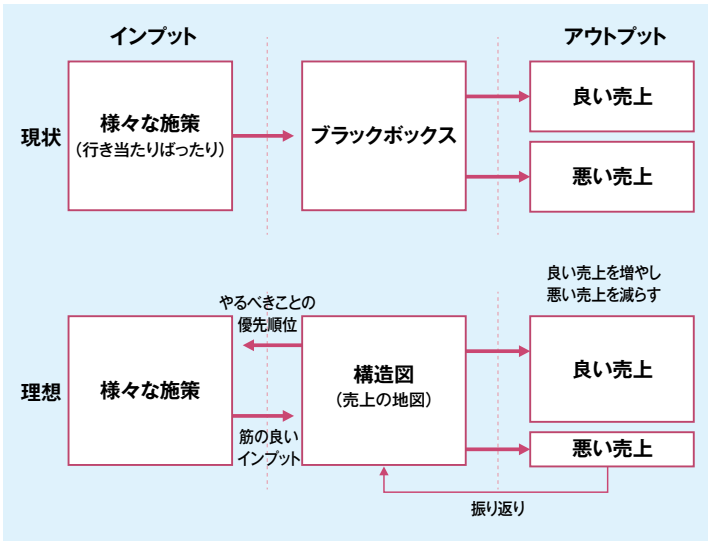 インプット
アウトプット
現状
様々な施策
（行き当たりばったり）
ブラックボックス
良い売上
悪い売上
良い売上を増やし
悪い売上を減らす
やるべきことの
優先順位
理想
様々な施策
構造図
（売上の地図）
良い売上
筋の良い
インプット
悪い売上
振り返り